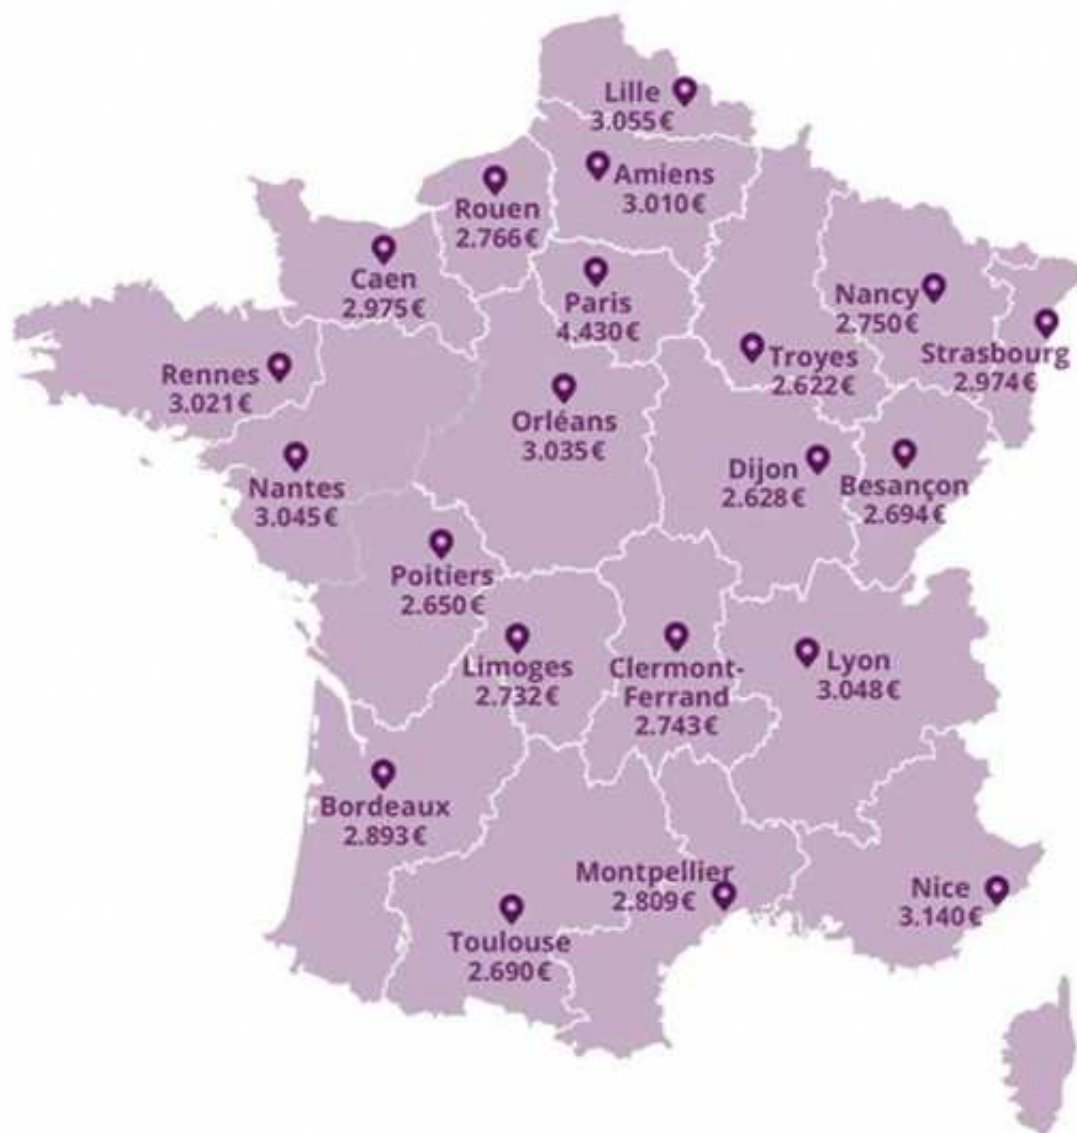 Lille
3.055€
Amiens
3.010€
Rouen
2.766€
Caen
2.975€
Paris
4.430€
Nancy
2.750€
Strasbourg
2.974€
Troyes
2.622€
Rennes
3.021€
Orléans
3.035€
Nantes
3.045€
Dijon
2.628€
Besançon
2.694€
Poitiers
2.650€
Limoges
2.732€
Clermont-
Ferrand
2.743€
Lyon
3.048€
Bordeaux
2.893€
Montpellier
2.809€
Nice
3.140€
Toulouse
2.690€